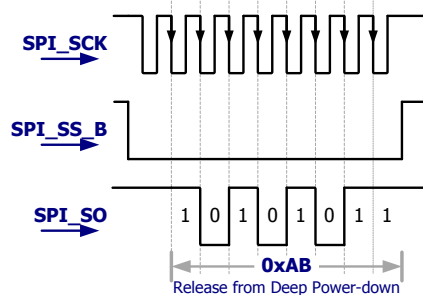 SPI_SCK
SPI_SS_B
SPI_SO
1 0 1 0 1 0 1 1
0xAB
Release from Deep Power-down